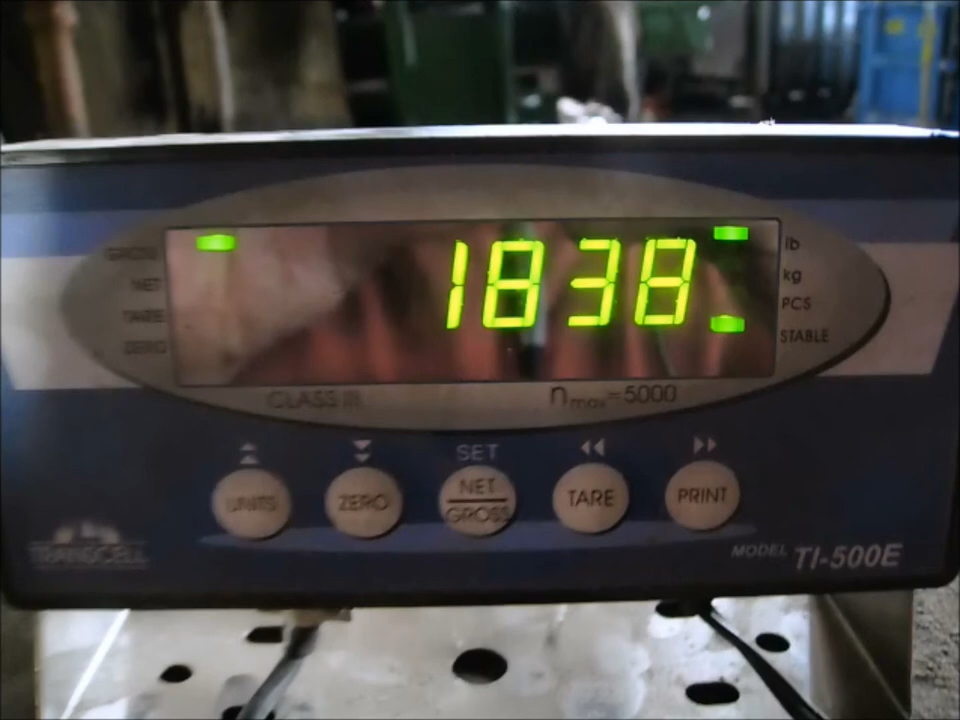 1838
GROSS
NET
TARE
ZERO
lb
kg
PCS
STABLE
CLASS III
nmax=5000
SET
UNITS
ZERO
NET
GROSS
TARE
PRINT
TRANSCELL
MODEL TI-500E